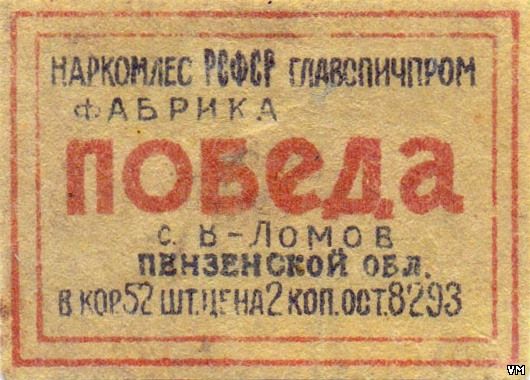 НАРКОМЛЕС РСФСР ГЛАВСПИЧПРОМ
ФАБРИКА
ПОБЕДА
с. В-ЛОМОВ
ПЕНЗЕНСКОЙ ОБЛ.
В КОР.52 ШТ.ЦЕНА 2 КОП.ОСТ.8293
VM